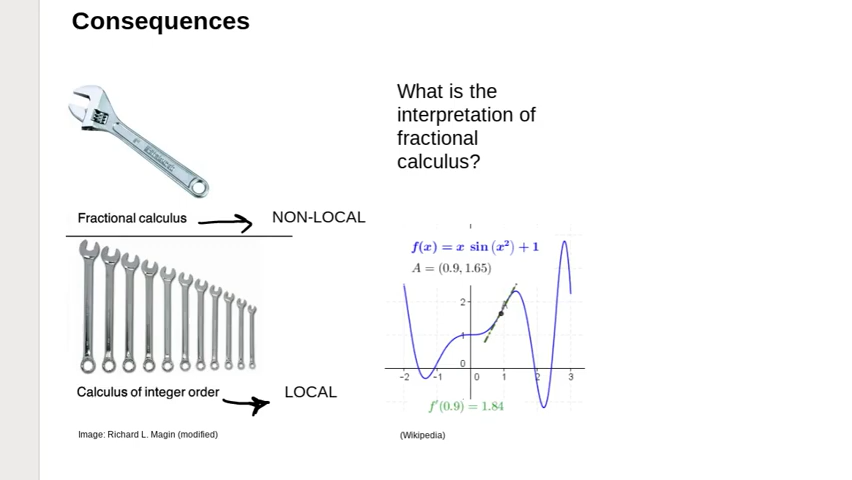 Consequences
Fractional calculus
NON-LOCAL
Calculus of integer order
LOCAL
Image: Richard L. Magin (modified)
What is the
interpretation of
fractional
calculus?
f(x) = x sin (x²) + 1
A = (0.9, 1.65)
2
1
0
-2 -1 0 1 2 3
f′(0.9) = 1.84
(Wikipedia)